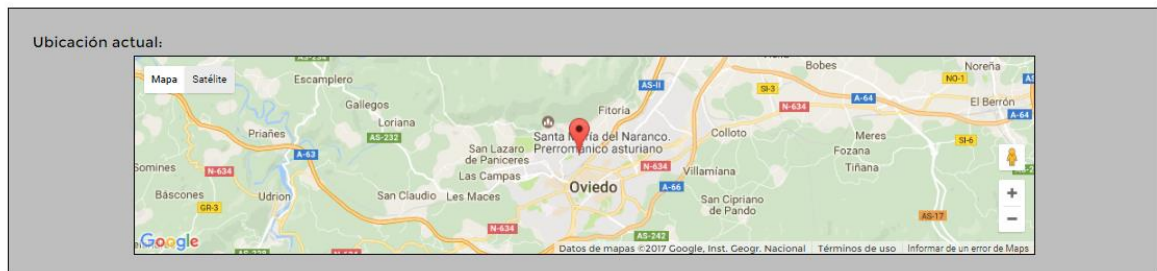 Ubicación actual:
Mapa Satélite
Escamplero
Bobes
Noreña
NO-1
AS-II
SI-3
A-64
N-634
El Berrón
A-64
Gallegos
Fitoria
Loriana
Priañes
AS-232
Santa María del Naranco.
Prerrománico asturiano
Colloto
Meres
SI-6
San Lazaro
de Paniceres
Fozana
A-63
Somines
N-634
Las Campas
N-634
Villamiana
Tiñana
Báscones
Udrion
San Claudio
Les Maces
Oviedo
A-66
San Cipriano
de Pando
GR-3
AS-17
N-634
AS-242
Google
Datos de mapas ©2017 Google, Inst. Geogr. Nacional
Términos de uso
Informar de un error de Maps